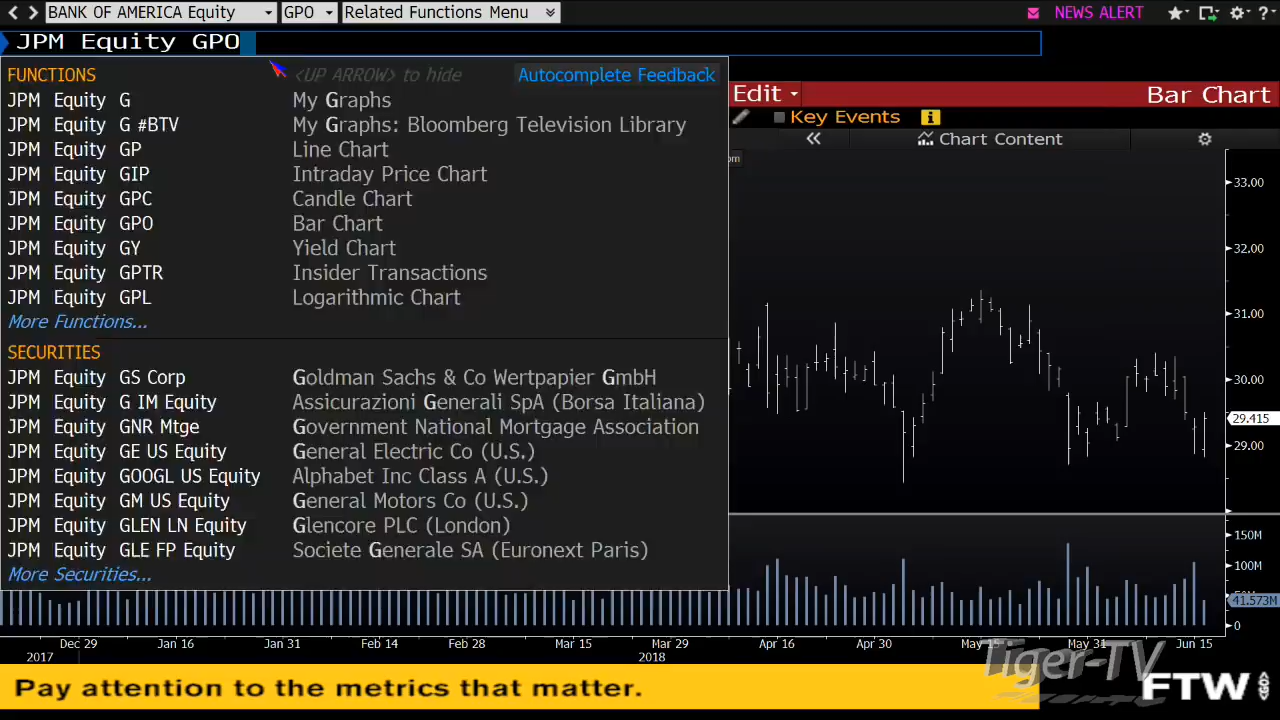 BANK OF AMERICA Equity GPO Related Functions Menu NEWS ALERT ?
JPM Equity GPO
FUNCTIONS <UP ARROW> to hide Autocomplete Feedback
JPM Equity G My Graphs
JPM Equity G #BTV My Graphs: Bloomberg Television Library
JPM Equity GP Line Chart
JPM Equity GIP Intraday Price Chart
JPM Equity GPC Candle Chart
JPM Equity GPO Bar Chart
JPM Equity GY Yield Chart
JPM Equity GPTR Insider Transactions
JPM Equity GPL Logarithmic Chart
More Functions...
SECURITIES
JPM Equity GS Corp Goldman Sachs & Co Wertpapier GmbH
JPM Equity G IM Equity Assicurazioni Generali SpA (Borsa Italiana)
JPM Equity GNR Mtge Government National Mortgage Association
JPM Equity GE US Equity General Electric Co (U.S.)
JPM Equity GOOGL US Equity Alphabet Inc Class A (U.S.)
JPM Equity GM US Equity General Motors Co (U.S.)
JPM Equity GLEN LN Equity Glencore PLC (London)
JPM Equity GLE FP Equity Societe Generale SA (Euronext Paris)
More Securities...
Edit Bar Chart
Key Events i
« Chart Content
om
33.00
32.00
31.00
30.00
29.415
29.00
150M
100M
41.573M
0
Dec 29 Jan 16 Jan 31 Feb 14 Feb 28 Mar 15 Mar 29 Apr 16 Apr 30 May 15 May 31 Jun 15
2017 2018
Tiger-TV
Pay attention to the metrics that matter.
FTW